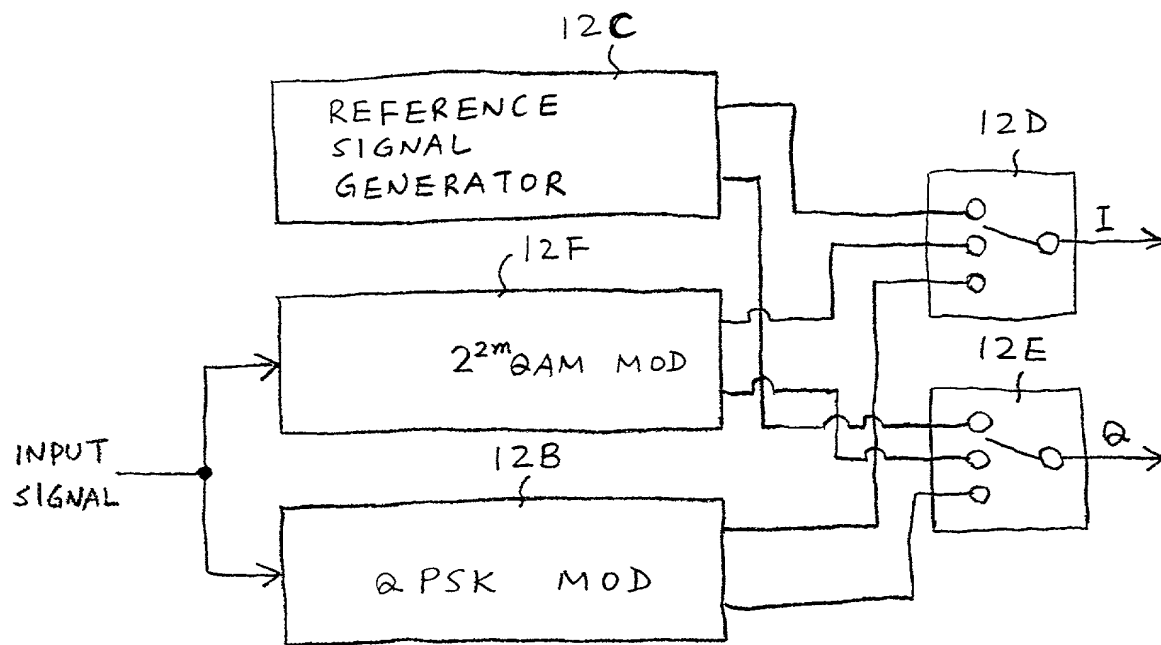 12C
REFERENCE
SIGNAL
GENERATOR
12D
I
12F
2^{2m}QAM MOD
12E
Q
INPUT
SIGNAL
12B
QPSK MOD